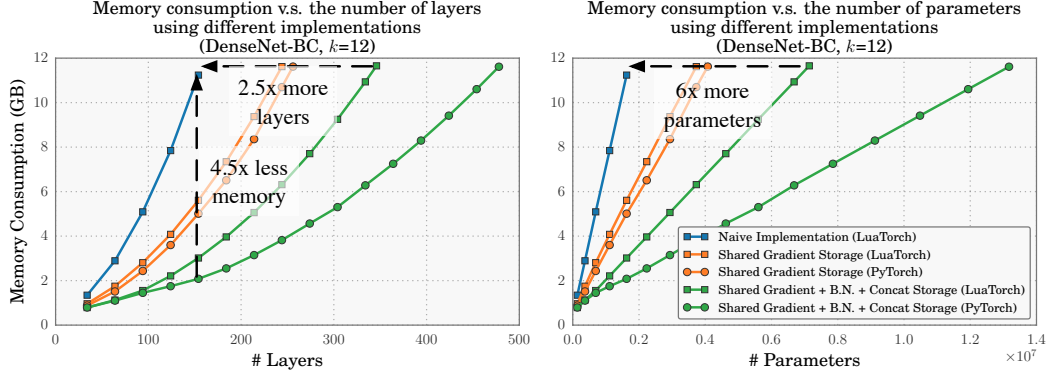 Memory consumption v.s. the number of layers
using different implementations
(DenseNet-BC, k=12)
12
10
8
6
4
2
0
Memory Consumption (GB)
2.5x more
layers
4.5x less
memory
0
100
200
300
400
500
# Layers
Memory consumption v.s. the number of parameters
using different implementations
(DenseNet-BC, k=12)
12
10
8
6
4
2
0
6x more
parameters
Naive Implementation (LuaTorch)
Shared Gradient Storage (LuaTorch)
Shared Gradient Storage (PyTorch)
Shared Gradient + B.N. + Concat Storage (LuaTorch)
Shared Gradient + B.N. + Concat Storage (PyTorch)
0.0
0.2
0.4
0.6
0.8
1.0
1.2
1.4
×10⁷
# Parameters